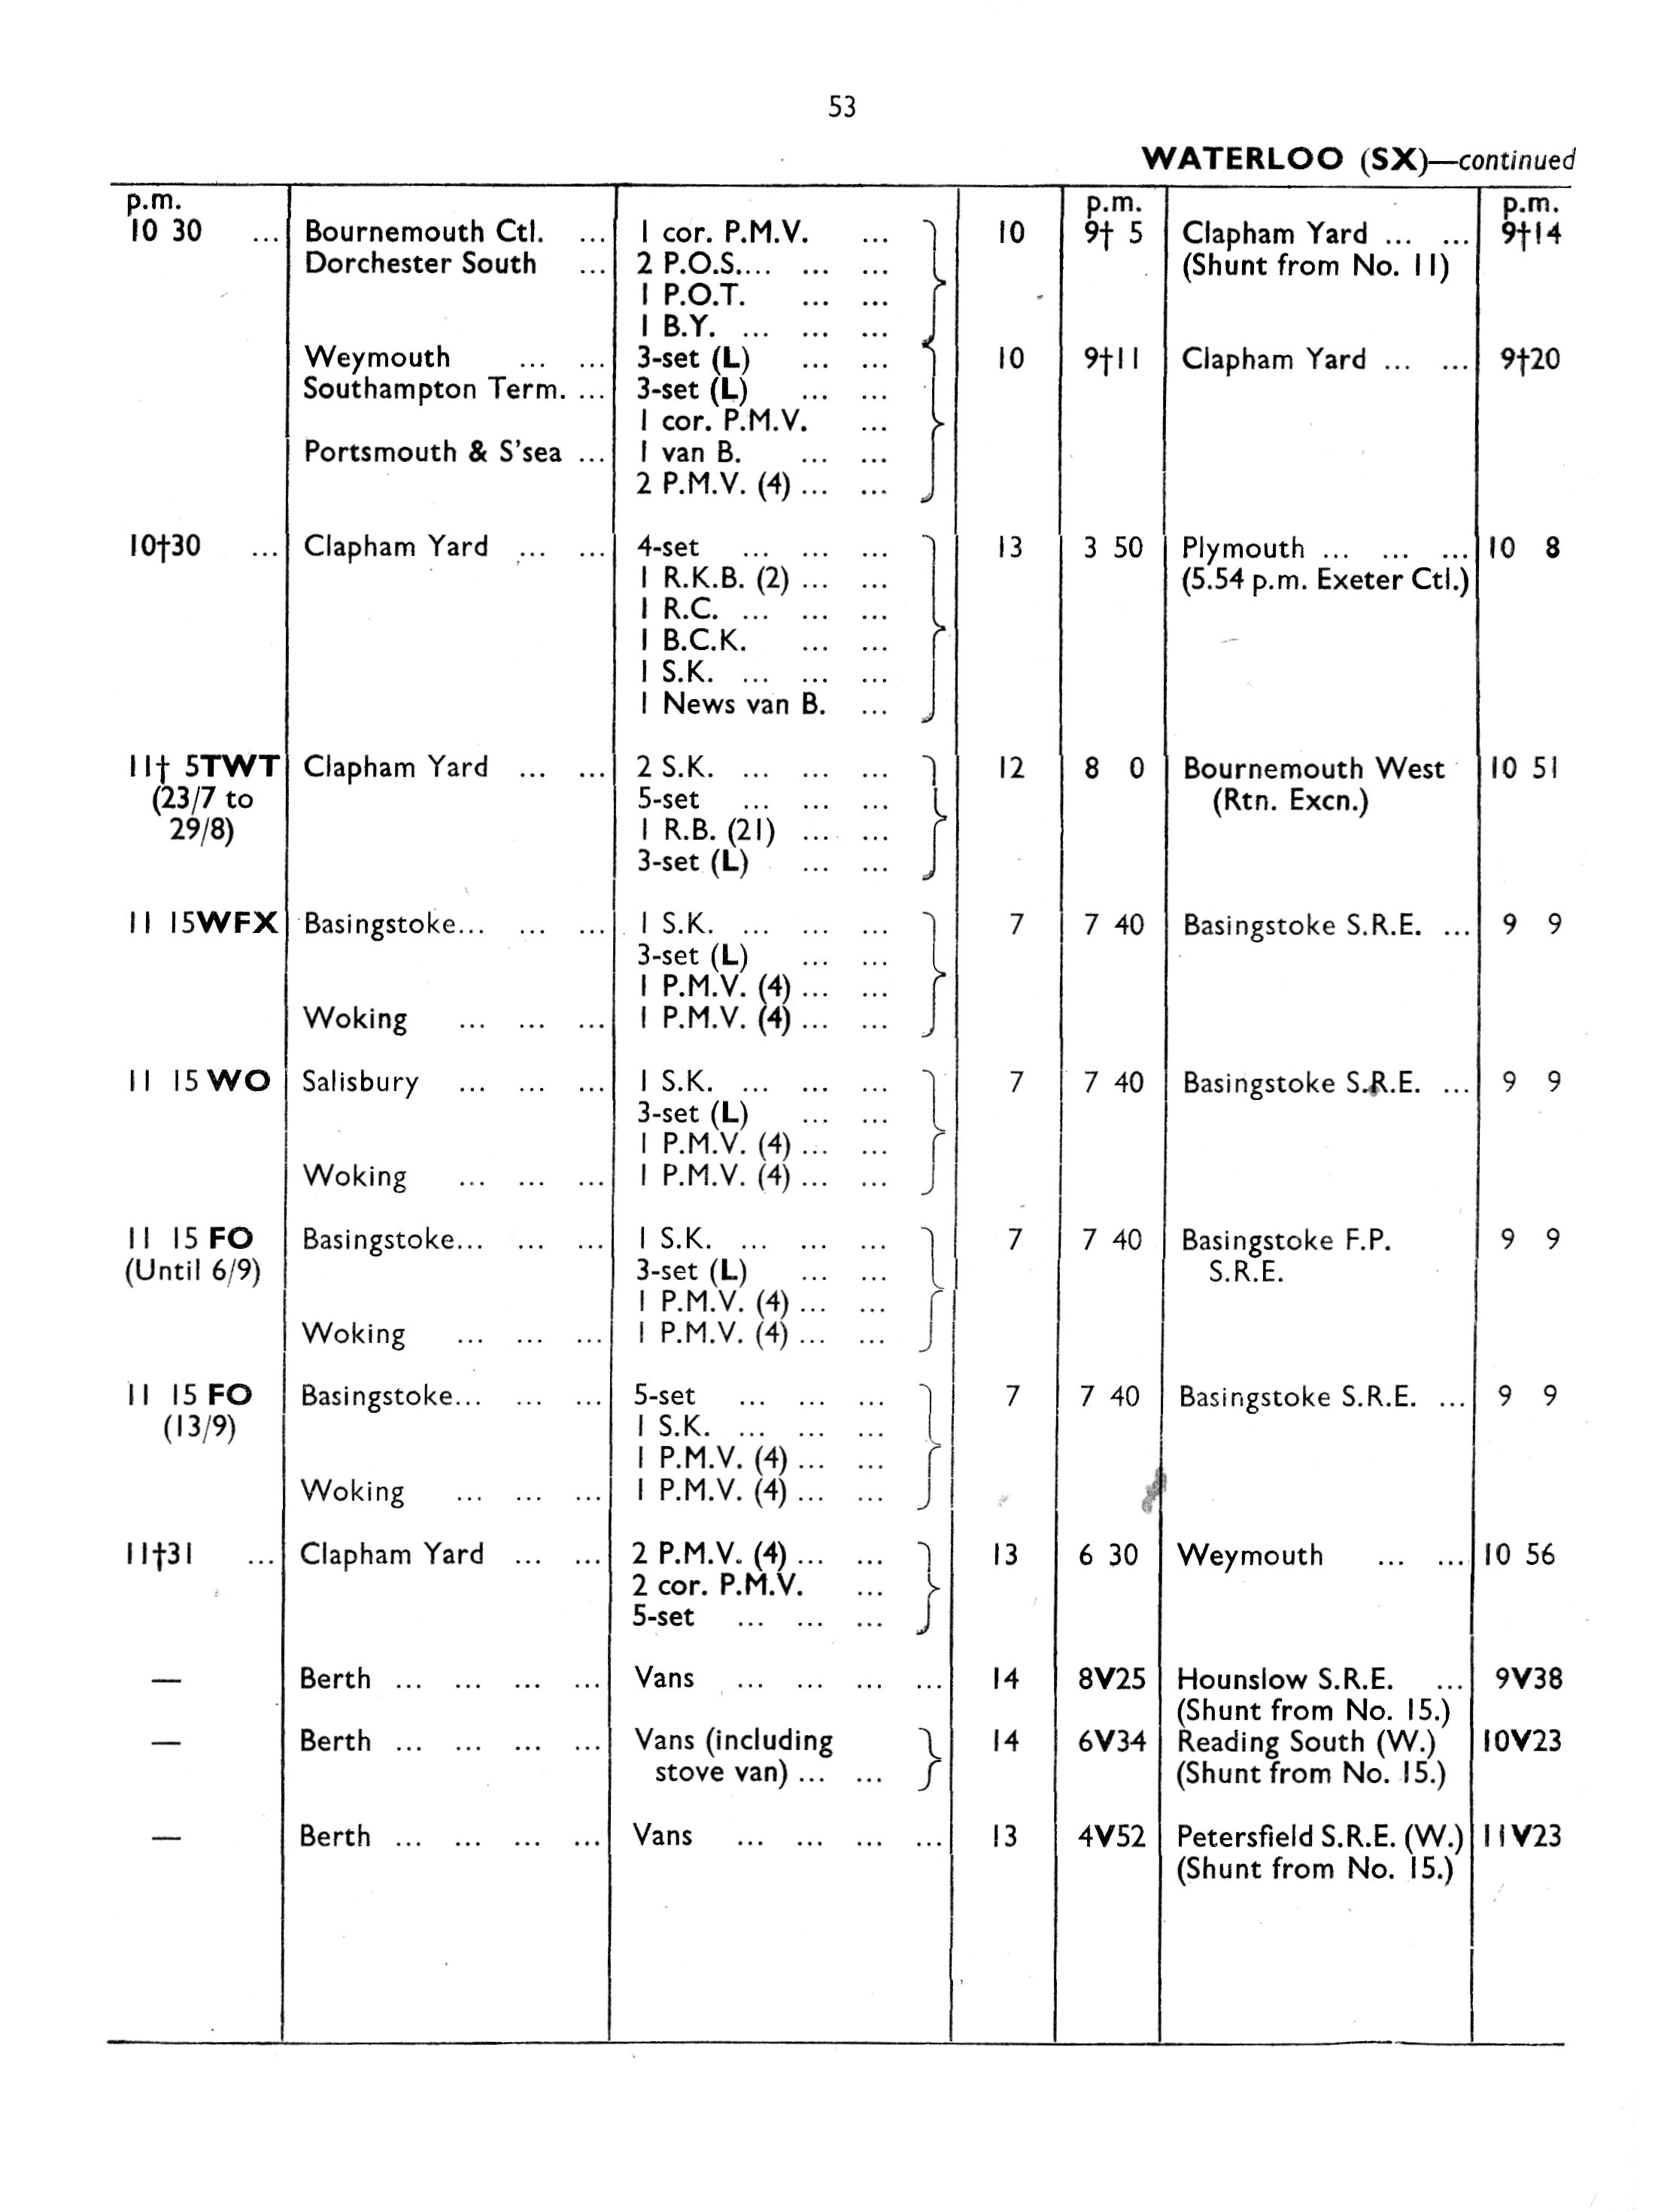 53
WATERLOO (SX)—continued
p.m. p.m. p.m.
10 30 ... Bournemouth Ctl. ... 1 cor. P.M.V. ... 10 9† 5 Clapham Yard ... ... 9†14
Dorchester South ... 2 P.O.S.... ... ... (Shunt from No. 11)
1 P.O.T. ... ...
1 B.Y. ... ... ...
Weymouth ... ... 3-set (L) ... ... 10 9†11 Clapham Yard ... ... 9†20
Southampton Term. ... 3-set (L) ... ...
1 cor. P.M.V. ...
Portsmouth & S'sea ... 1 van B. ... ...
2 P.M.V. (4) ... ...
10†30 ... Clapham Yard ... ... 4-set ... ... ... 13 3 50 Plymouth ... ... ... 10 8
1 R.K.B. (2) ... ... (5.54 p.m. Exeter Ctl.)
1 R.C. ... ... ...
1 B.C.K. ... ...
1 S.K. ... ... ...
1 News van B. ...
11† 5TWT Clapham Yard ... ... 2 S.K. ... ... ... 12 8 0 Bournemouth West 10 51
(23/7 to 5-set ... ... ... (Rtn. Excn.)
29/8) 1 R.B. (21) ... ...
3-set (L) ... ...
11 15WFX Basingstoke... ... ... 1 S.K. ... ... ... 7 7 40 Basingstoke S.R.E. ... 9 9
3-set (L) ... ...
1 P.M.V. (4) ... ...
Woking ... ... ... 1 P.M.V. (4) ... ...
11 15 WO Salisbury ... ... ... 1 S.K. ... ... ... 7 7 40 Basingstoke S.R.E. ... 9 9
3-set (L) ... ...
1 P.M.V. (4) ... ...
Woking ... ... ... 1 P.M.V. (4) ... ...
11 15 FO Basingstoke... ... ... 1 S.K. ... ... ... 7 7 40 Basingstoke F.P. 9 9
(Until 6/9) 3-set (L) ... ... S.R.E.
1 P.M.V. (4) ... ...
Woking ... ... ... 1 P.M.V. (4) ... ...
11 15 FO Basingstoke... ... ... 5-set ... ... ... 7 7 40 Basingstoke S.R.E. ... 9 9
(13/9) 1 S.K. ... ... ...
1 P.M.V. (4) ... ...
Woking ... ... ... 1 P.M.V. (4) ... ...
11†31 ... Clapham Yard ... ... 2 P.M.V. (4) ... ... 13 6 30 Weymouth ... ... 10 56
2 cor. P.M.V. ...
5-set ... ... ...
— Berth ... ... ... ... Vans ... ... ... ... 14 8V25 Hounslow S.R.E. ... 9V38
(Shunt from No. 15.)
— Berth ... ... ... ... Vans (including 14 6V34 Reading South (W.) 10V23
stove van) ... ... (Shunt from No. 15.)
— Berth ... ... ... ... Vans ... ... ... ... 13 4V52 Petersfield S.R.E. (W.) 11V23
(Shunt from No. 15.)